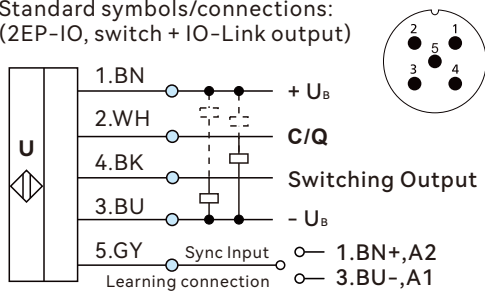 Standard symbols/connections:
(2EP-IO, switch + IO-Link output)
2 1
5
3 4
1.BN + UB
2.WH C/Q
U
4.BK Switching Output
3.BU - UB
5.GY Sync Input 1.BN+,A2
Learning connection 3.BU-,A1